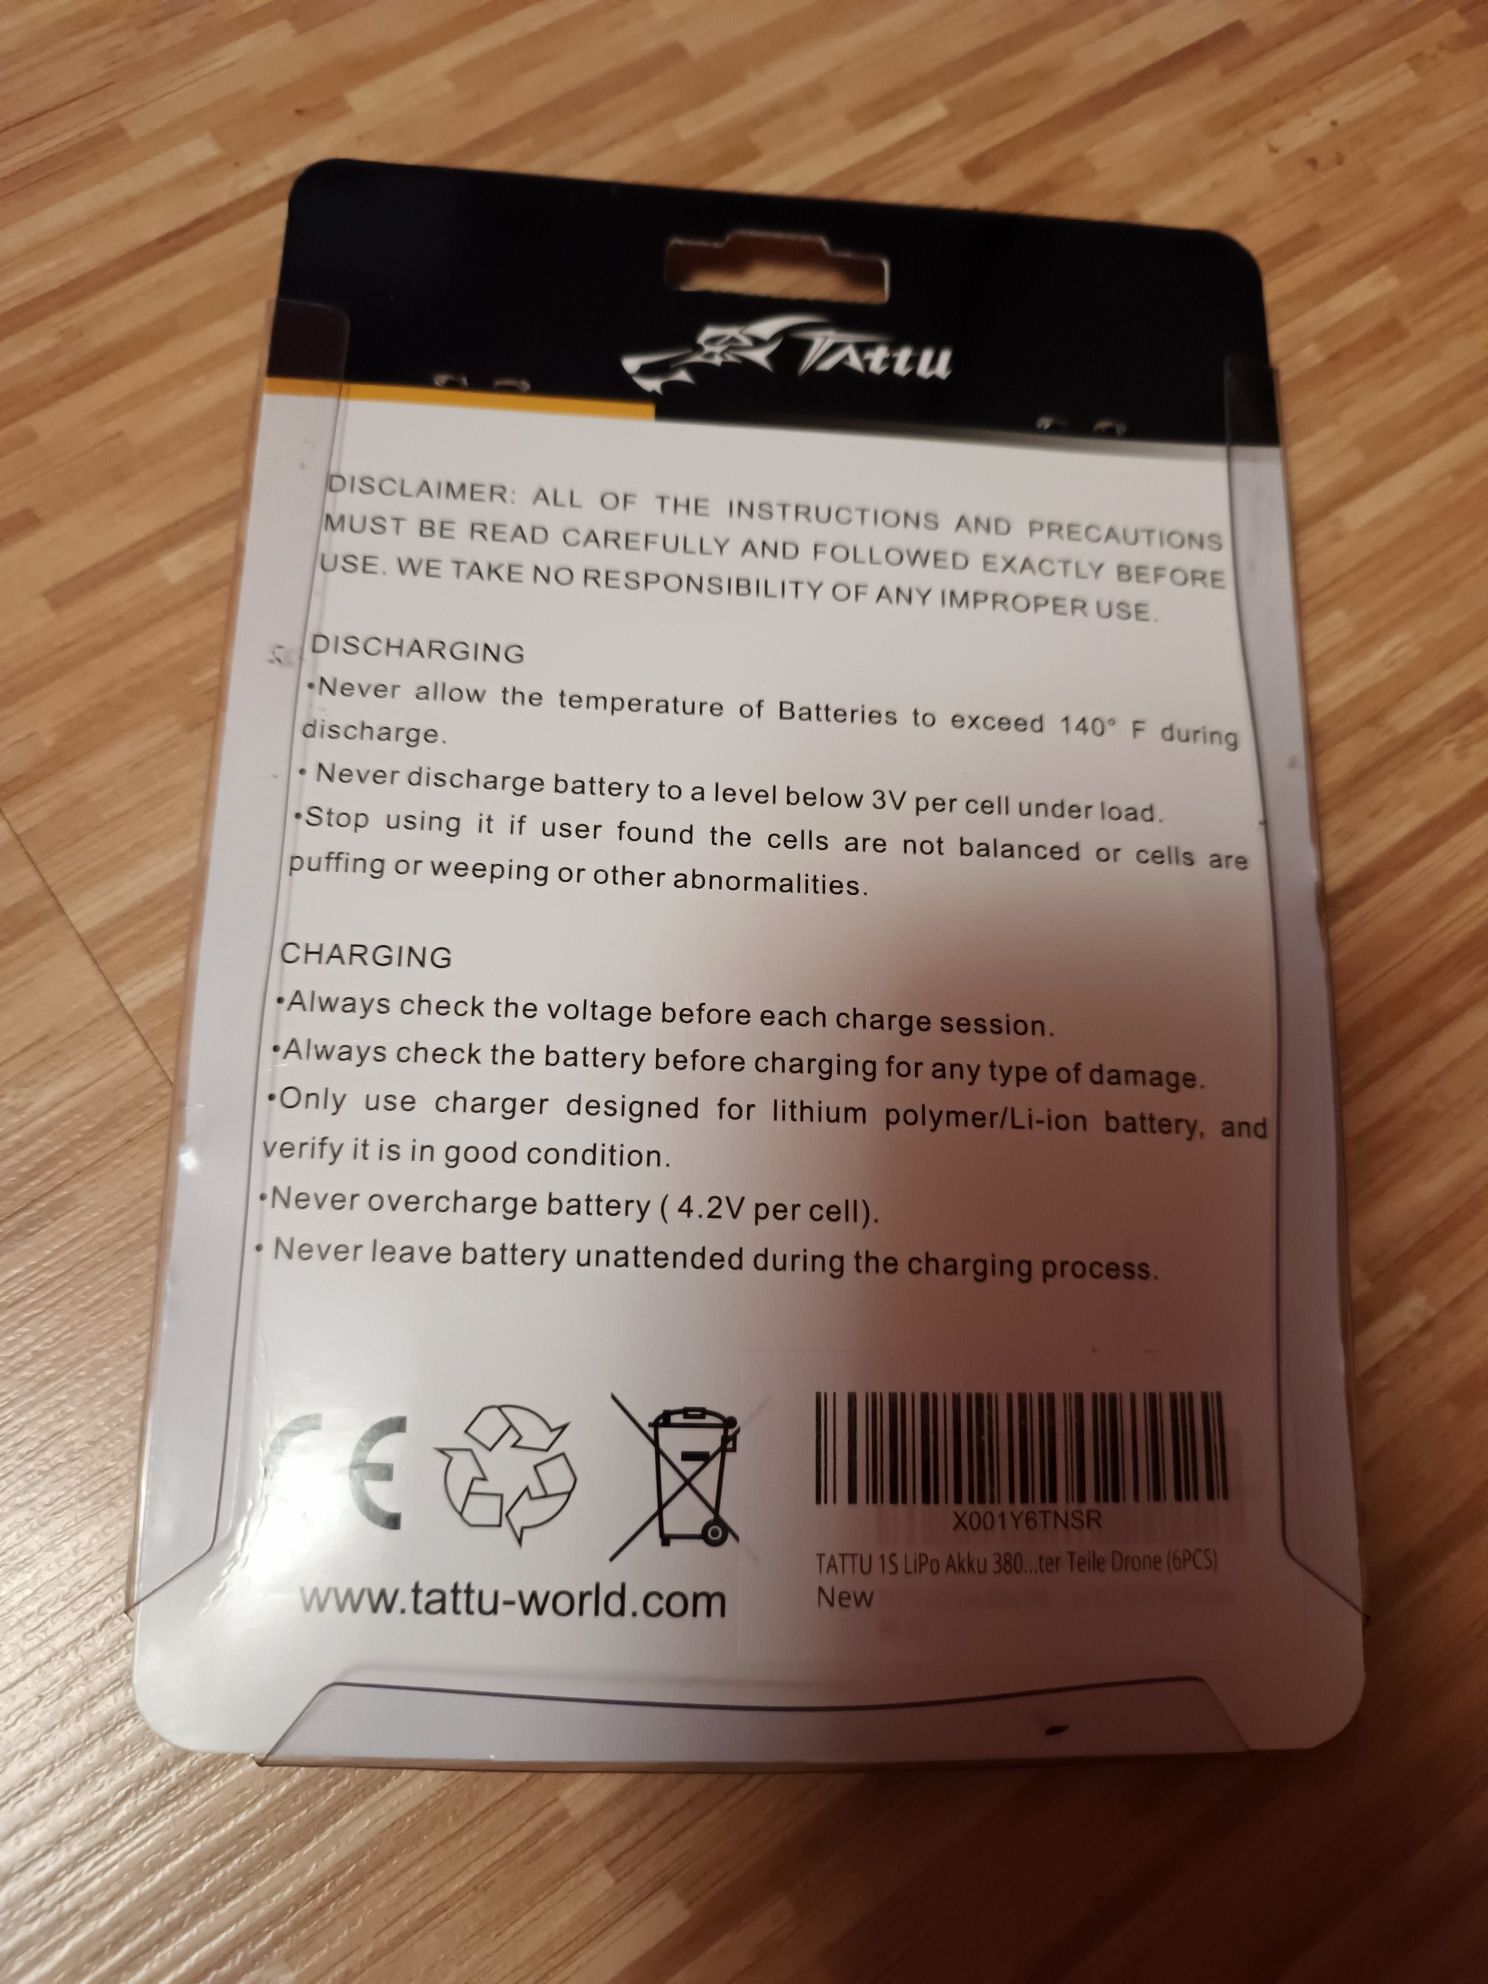 Tattu
DISCLAIMER: ALL OF THE INSTRUCTIONS AND PRECAUTIONS
MUST BE READ CAREFULLY AND FOLLOWED EXACTLY BEFORE
USE. WE TAKE NO RESPONSIBILITY OF ANY IMPROPER USE.
DISCHARGING
•Never allow the temperature of Batteries to exceed 140° F during
discharge.
• Never discharge battery to a level below 3V per cell under load.
•Stop using it if user found the cells are not balanced or cells are
puffing or weeping or other abnormalities.
CHARGING
•Always check the voltage before each charge session.
•Always check the battery before charging for any type of damage.
•Only use charger designed for lithium polymer/Li-ion battery, and
verify it is in good condition.
•Never overcharge battery ( 4.2V per cell).
• Never leave battery unattended during the charging process.
CE
www.tattu-world.com
X001Y6TNSR
TATTU 1S LiPo Akku 380...ter Teile Drone (6PCS)
New